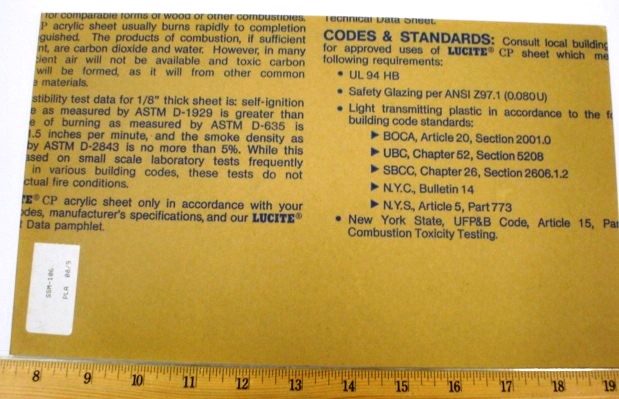 for comparable forms of wood or other combustibles.
P acrylic sheet usually burns rapidly to completion
guished. The products of combustion, if sufficient
nt, are carbon dioxide and water. However, in many
cient air will not be available and toxic carbon
will be formed, as it will from other common
e materials.
stibility test data for 1/8" thick sheet is: self-ignition
e as measured by ASTM D-1929 is greater than
e of burning as measured by ASTM D-635 is
1.5 inches per minute, and the smoke density as
by ASTM D-2843 is no more than 5%. While this
ased on small scale laboratory tests frequently
in various building codes, these tests do not
ctual fire conditions.
TE® CP acrylic sheet only in accordance with your
odes, manufacturer's specifications, and our LUCITE®
t Data pamphlet.
SSM-106
PLA 08/9
Technical Data Sheet.
CODES & STANDARDS: Consult local building
for approved uses of LUCITE® CP sheet which me
following requirements:
• UL 94 HB
• Safety Glazing per ANSI Z97.1 (0.080U)
• Light transmitting plastic in accordance to the fo
building code standards:
▶ BOCA, Article 20, Section 2001.0
▶ UBC, Chapter 52, Section 5208
▶ SBCC, Chapter 26, Section 2606.1.2
▶ N.Y.C., Bulletin 14
▶ N.Y.S., Article 5, Part 773
• New York State, UFP&B Code, Article 15, Par
Combustion Toxicity Testing.
8 9 10 11 12 13 14 15 16 17 18 19